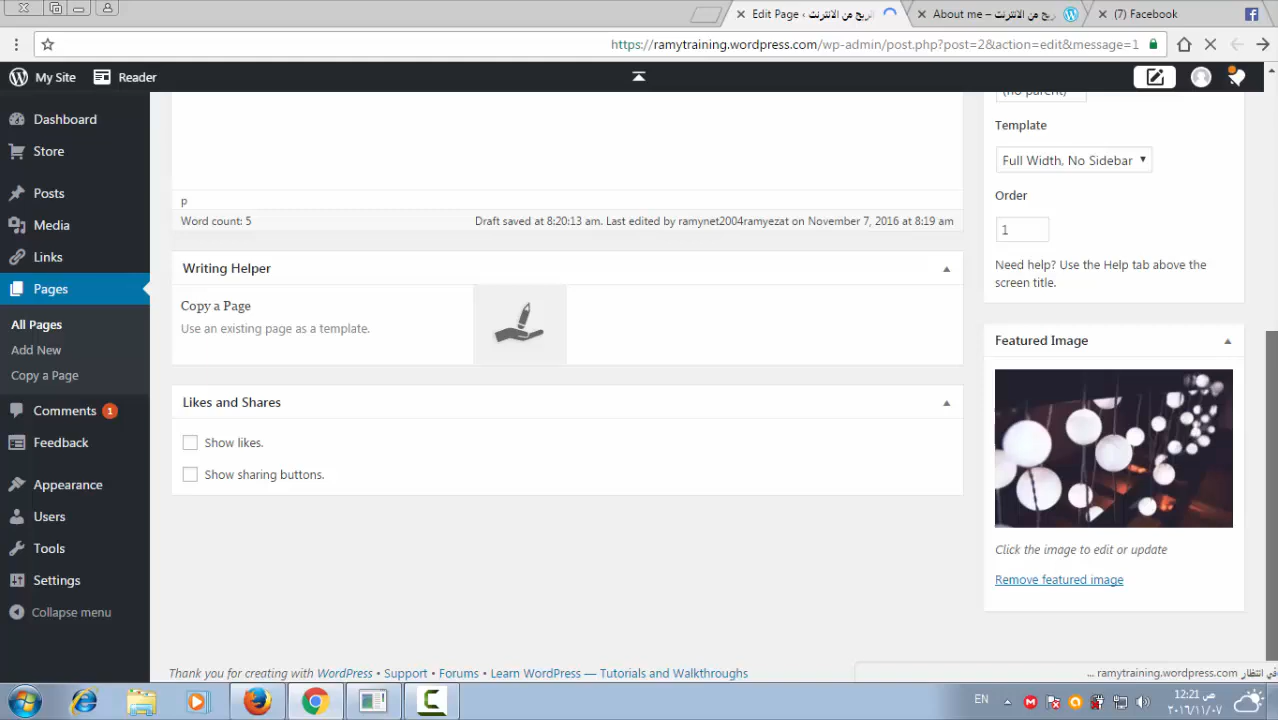 Edit Page ‹ الربح من الانترنت
About me – ربح من الانترنت
(7) Facebook
https://ramytraining.wordpress.com/wp-admin/post.php?post=2&action=edit&message=1
My Site
Reader
Dashboard
Store
Posts
Media
Links
Pages
All Pages
Add New
Copy a Page
Comments 1
Feedback
Appearance
Users
Tools
Settings
Collapse menu
p
Word count: 5
Draft saved at 8:20:13 am. Last edited by ramynet2004ramyezat on November 7, 2016 at 8:19 am
Writing Helper
Copy a Page
Use an existing page as a template.
Likes and Shares
Show likes.
Show sharing buttons.
(no parent)
Template
Full Width, No Sidebar
Order
1
Need help? Use the Help tab above the
screen title.
Featured Image
Click the image to edit or update
Remove featured image
Thank you for creating with WordPress • Support • Forums • Learn WordPress — Tutorials and Walkthroughs
في انتظار ramytraining.wordpress.com ...
EN
12:21 ص
٢٠١٦/١١/٠٧